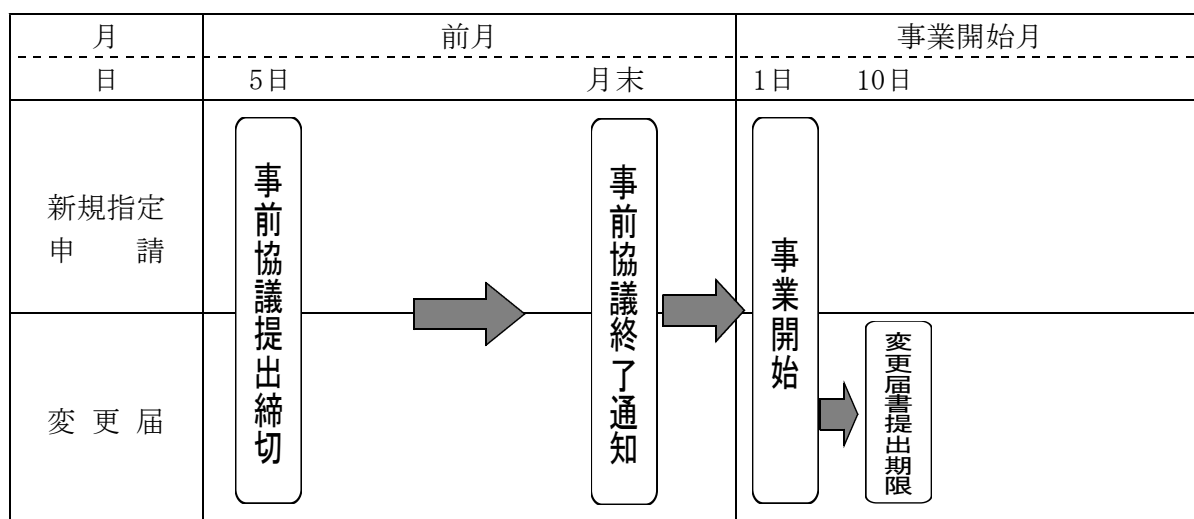 月
前月
事業開始月
日
5日
月末
1日
10日
新規指定
申　　請
変 更 届
事前協議提出締切
事前協議終了通知
事業開始
変更届書提出期限